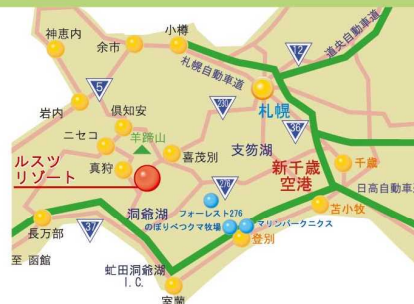 神恵内
余市
小樽
札幌自動車道
道央自動車道
12
5
札幌
岩内
倶知安
230
36
羊蹄山
ニセコ
喜茂別
支笏湖
千歳
新千歳
空港
ルスツ
リゾート
真狩
276
日高自動車
洞爺湖
フォーレスト276
苫小牧
マリンパークニクス
のぼりべつクマ牧場
登別
長万部
37
至 函館
虻田洞爺湖
I.C.
室蘭